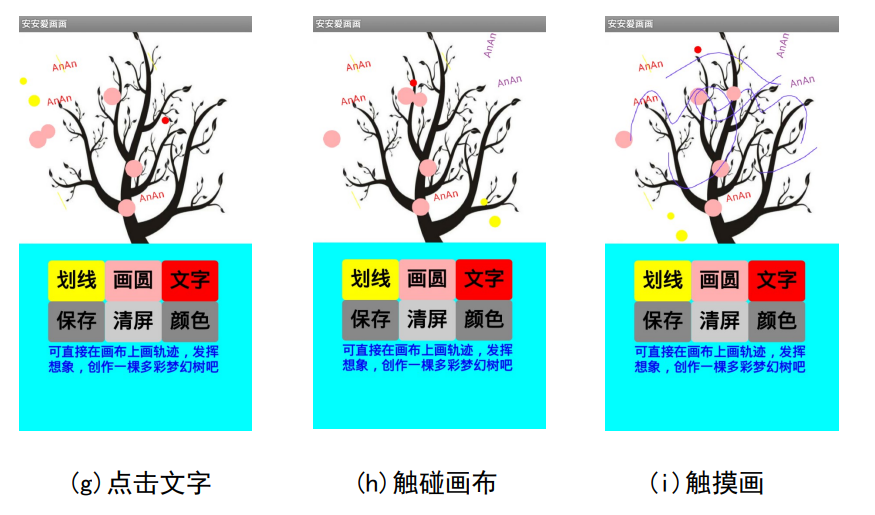 安安爱画画
安安爱画画
安安爱画画
AnAn
AnAn
AnAn
AnAn
AnAn
AnAn
AnAn
AnAn
AnAn
AnAn
AnAn
AnAn
AnAn
划线 画圆 文字
保存 清屏 颜色
可直接在画布上画轨迹，发挥
想象，创作一棵多彩梦幻树吧
划线 画圆 文字
保存 清屏 颜色
可直接在画布上画轨迹，发挥
想象，创作一棵多彩梦幻树吧
划线 画圆 文字
保存 清屏 颜色
可直接在画布上画轨迹，发挥
想象，创作一棵多彩梦幻树吧
(g)点击文字
(h)触碰画布
(i)触摸画